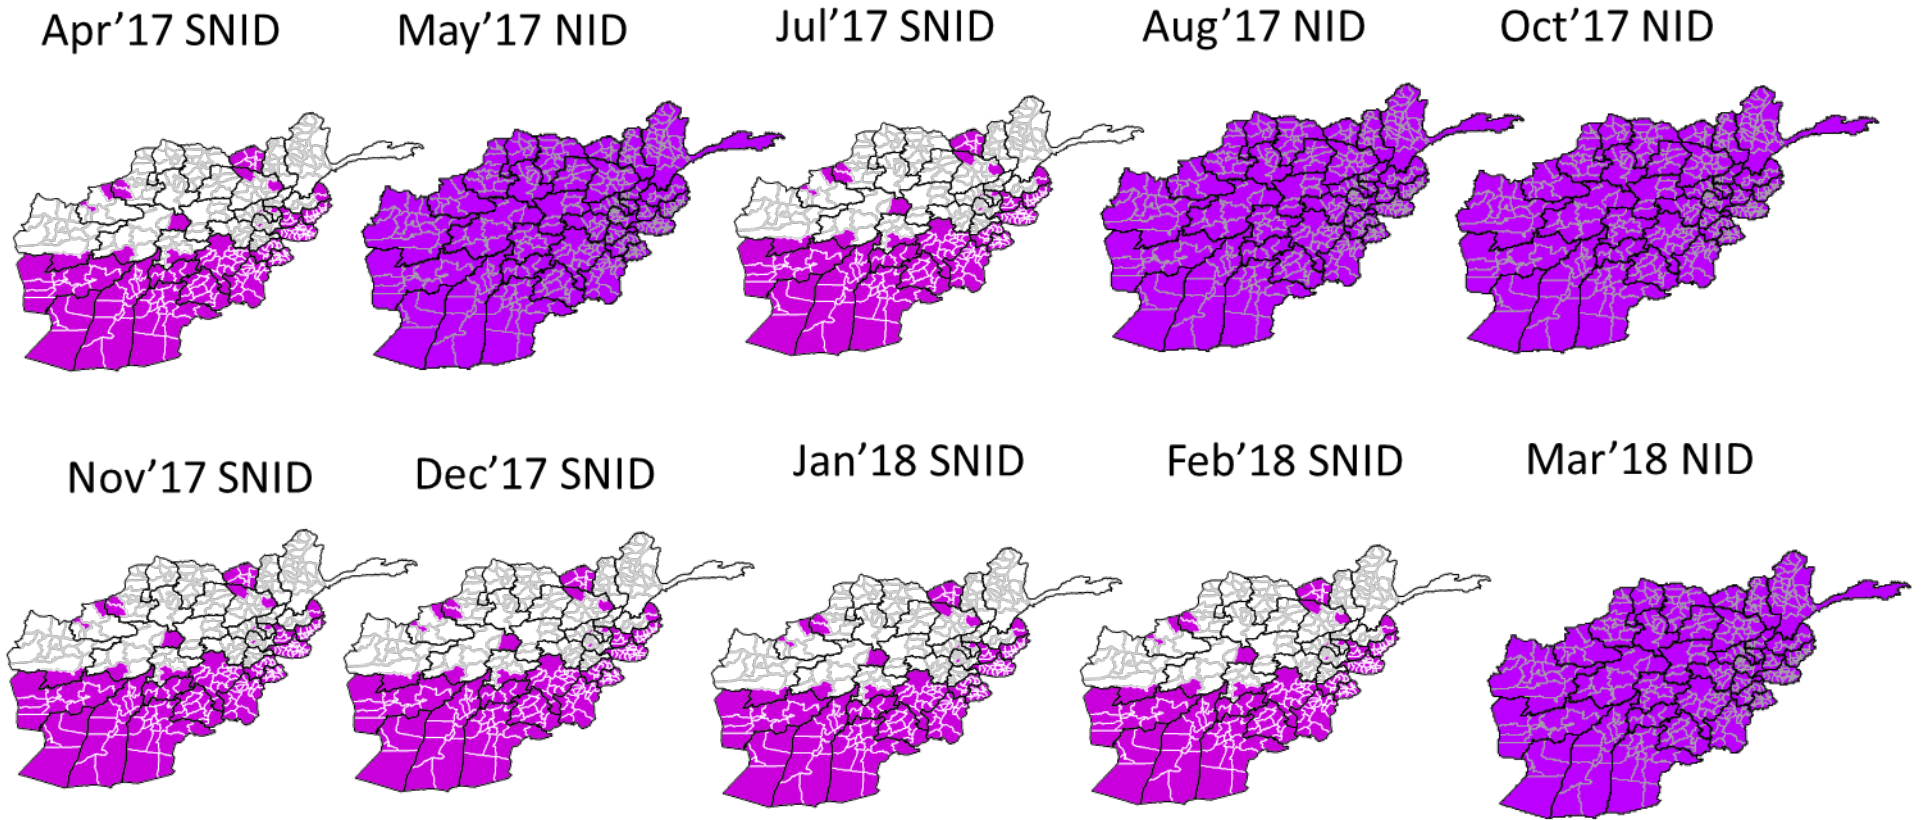 Apr’17 SNID
May’17 NID
Jul’17 SNID
Aug’17 NID
Oct’17 NID
Nov’17 SNID
Dec’17 SNID
Jan’18 SNID
Feb’18 SNID
Mar’18 NID